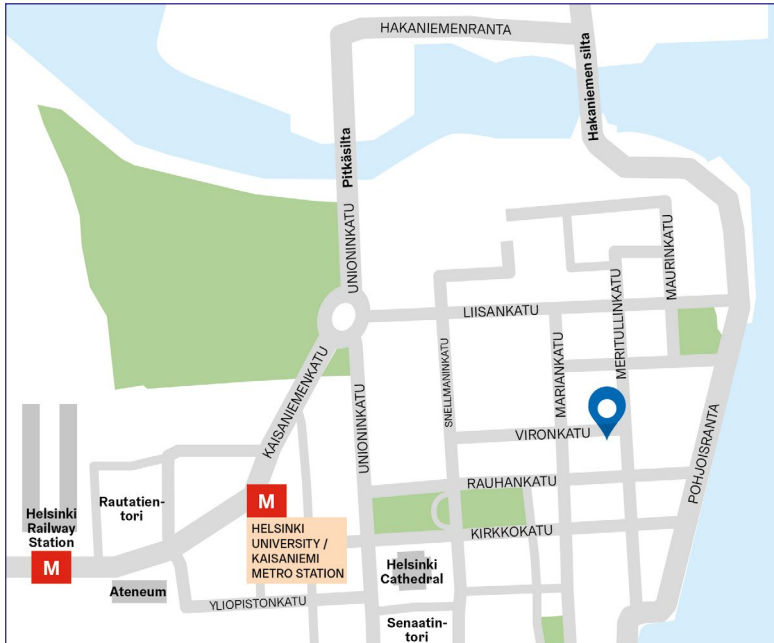 HAKANIEMENRANTA
Hakaniemen silta
Pitkäsilta
UNIONINKATU
MAURINKATU
LIISANKATU
MERITULLINKATU
SNELLMANINKATU
MARIANKATU
KAISANIEMENKATU
UNIONINKATU
VIRONKATU
POHJOISRANTA
RAUHANKATU
Rautatien-
tori
M
Helsinki
Railway
Station
M
HELSINKI
UNIVERSITY /
KAISANIEMI
METRO STATION
KIRKKOKATU
Helsinki
Cathedral
Ateneum
YLIOPISTONKATU
Senaatin-
tori